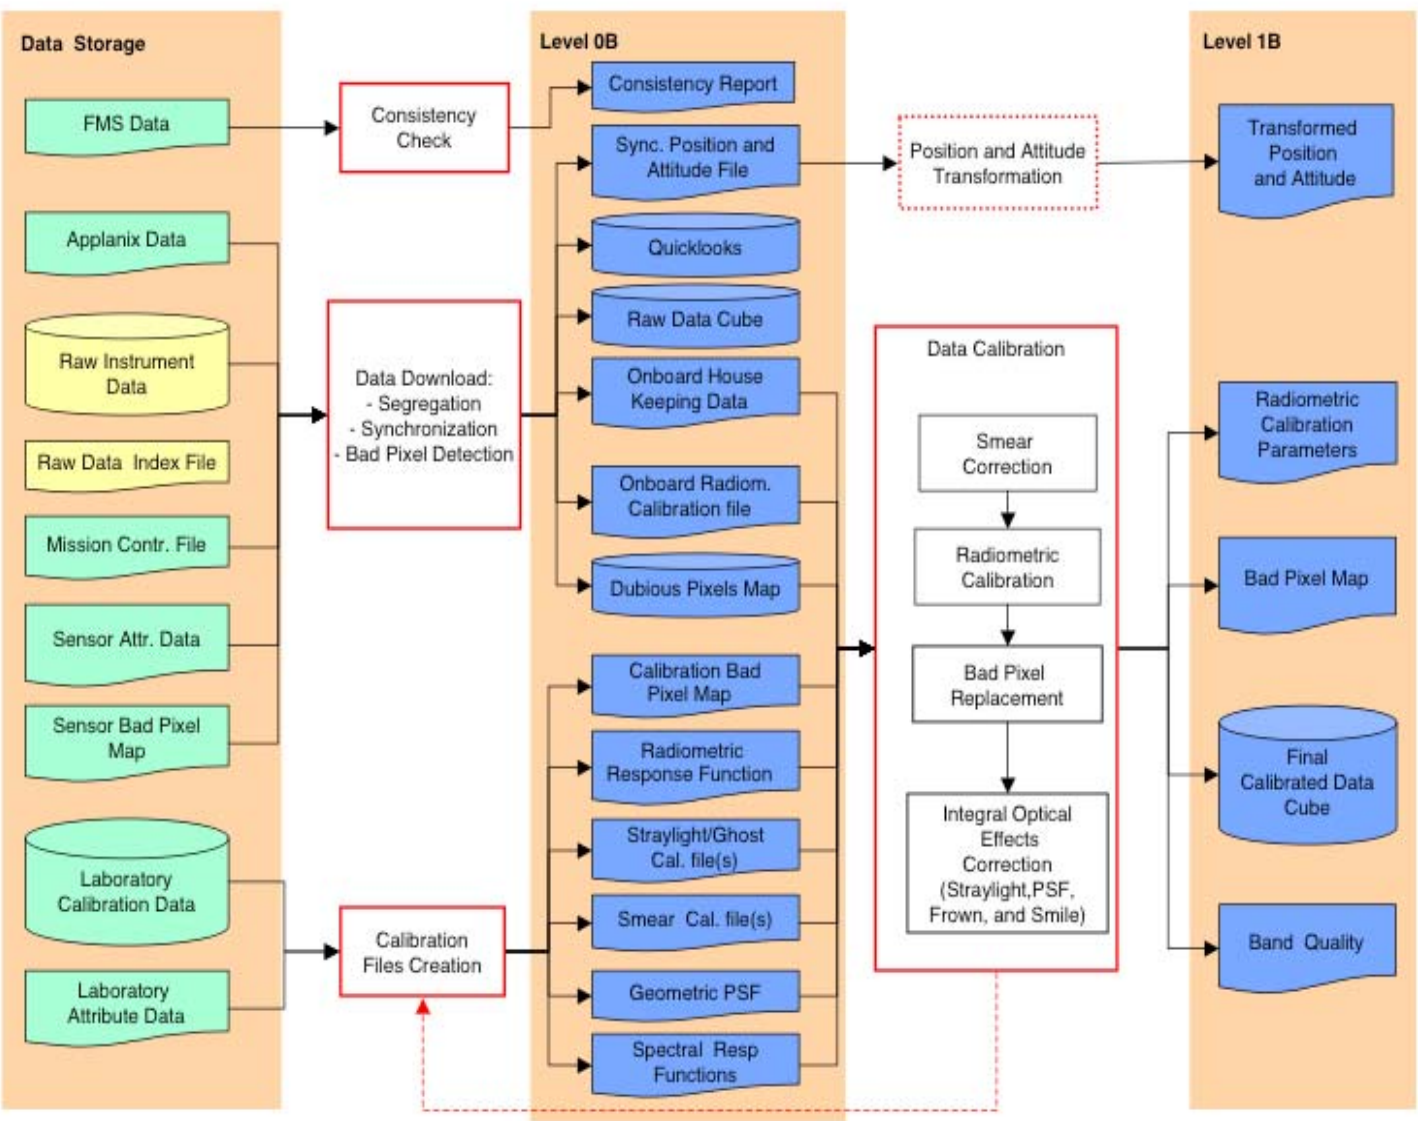 Data Storage
FMS Data
Applanix Data
Raw Instrument
Data
Raw Data Index File
Mission Contr. File
Sensor Attr. Data
Sensor Bad Pixel
Map
Laboratory
Calibration Data
Laboratory
Attribute Data
Consistency
Check
Data Download:
- Segregation
- Synchronization
- Bad Pixel Detection
Calibration
Files Creation
Level 0B
Consistency Report
Sync. Position and
Attitude File
Quicklooks
Raw Data Cube
Onboard House
Keeping Data
Onboard Radiom.
Calibration file
Dubious Pixels Map
Calibration Bad
Pixel Map
Radiometric
Response Function
Straylight/Ghost
Cal. file(s)
Smear Cal. file(s)
Geometric PSF
Spectral Resp
Functions
Position and Attitude
Transformation
Data Calibration
Smear
Correction
Radiometric
Calibration
Bad Pixel
Replacement
Integral Optical
Effects
Correction
(Straylight,PSF,
Frown, and Smile)
Level 1B
Transformed
Position
and Attitude
Radiometric
Calibration
Parameters
Bad Pixel Map
Final
Calibrated Data
Cube
Band Quality